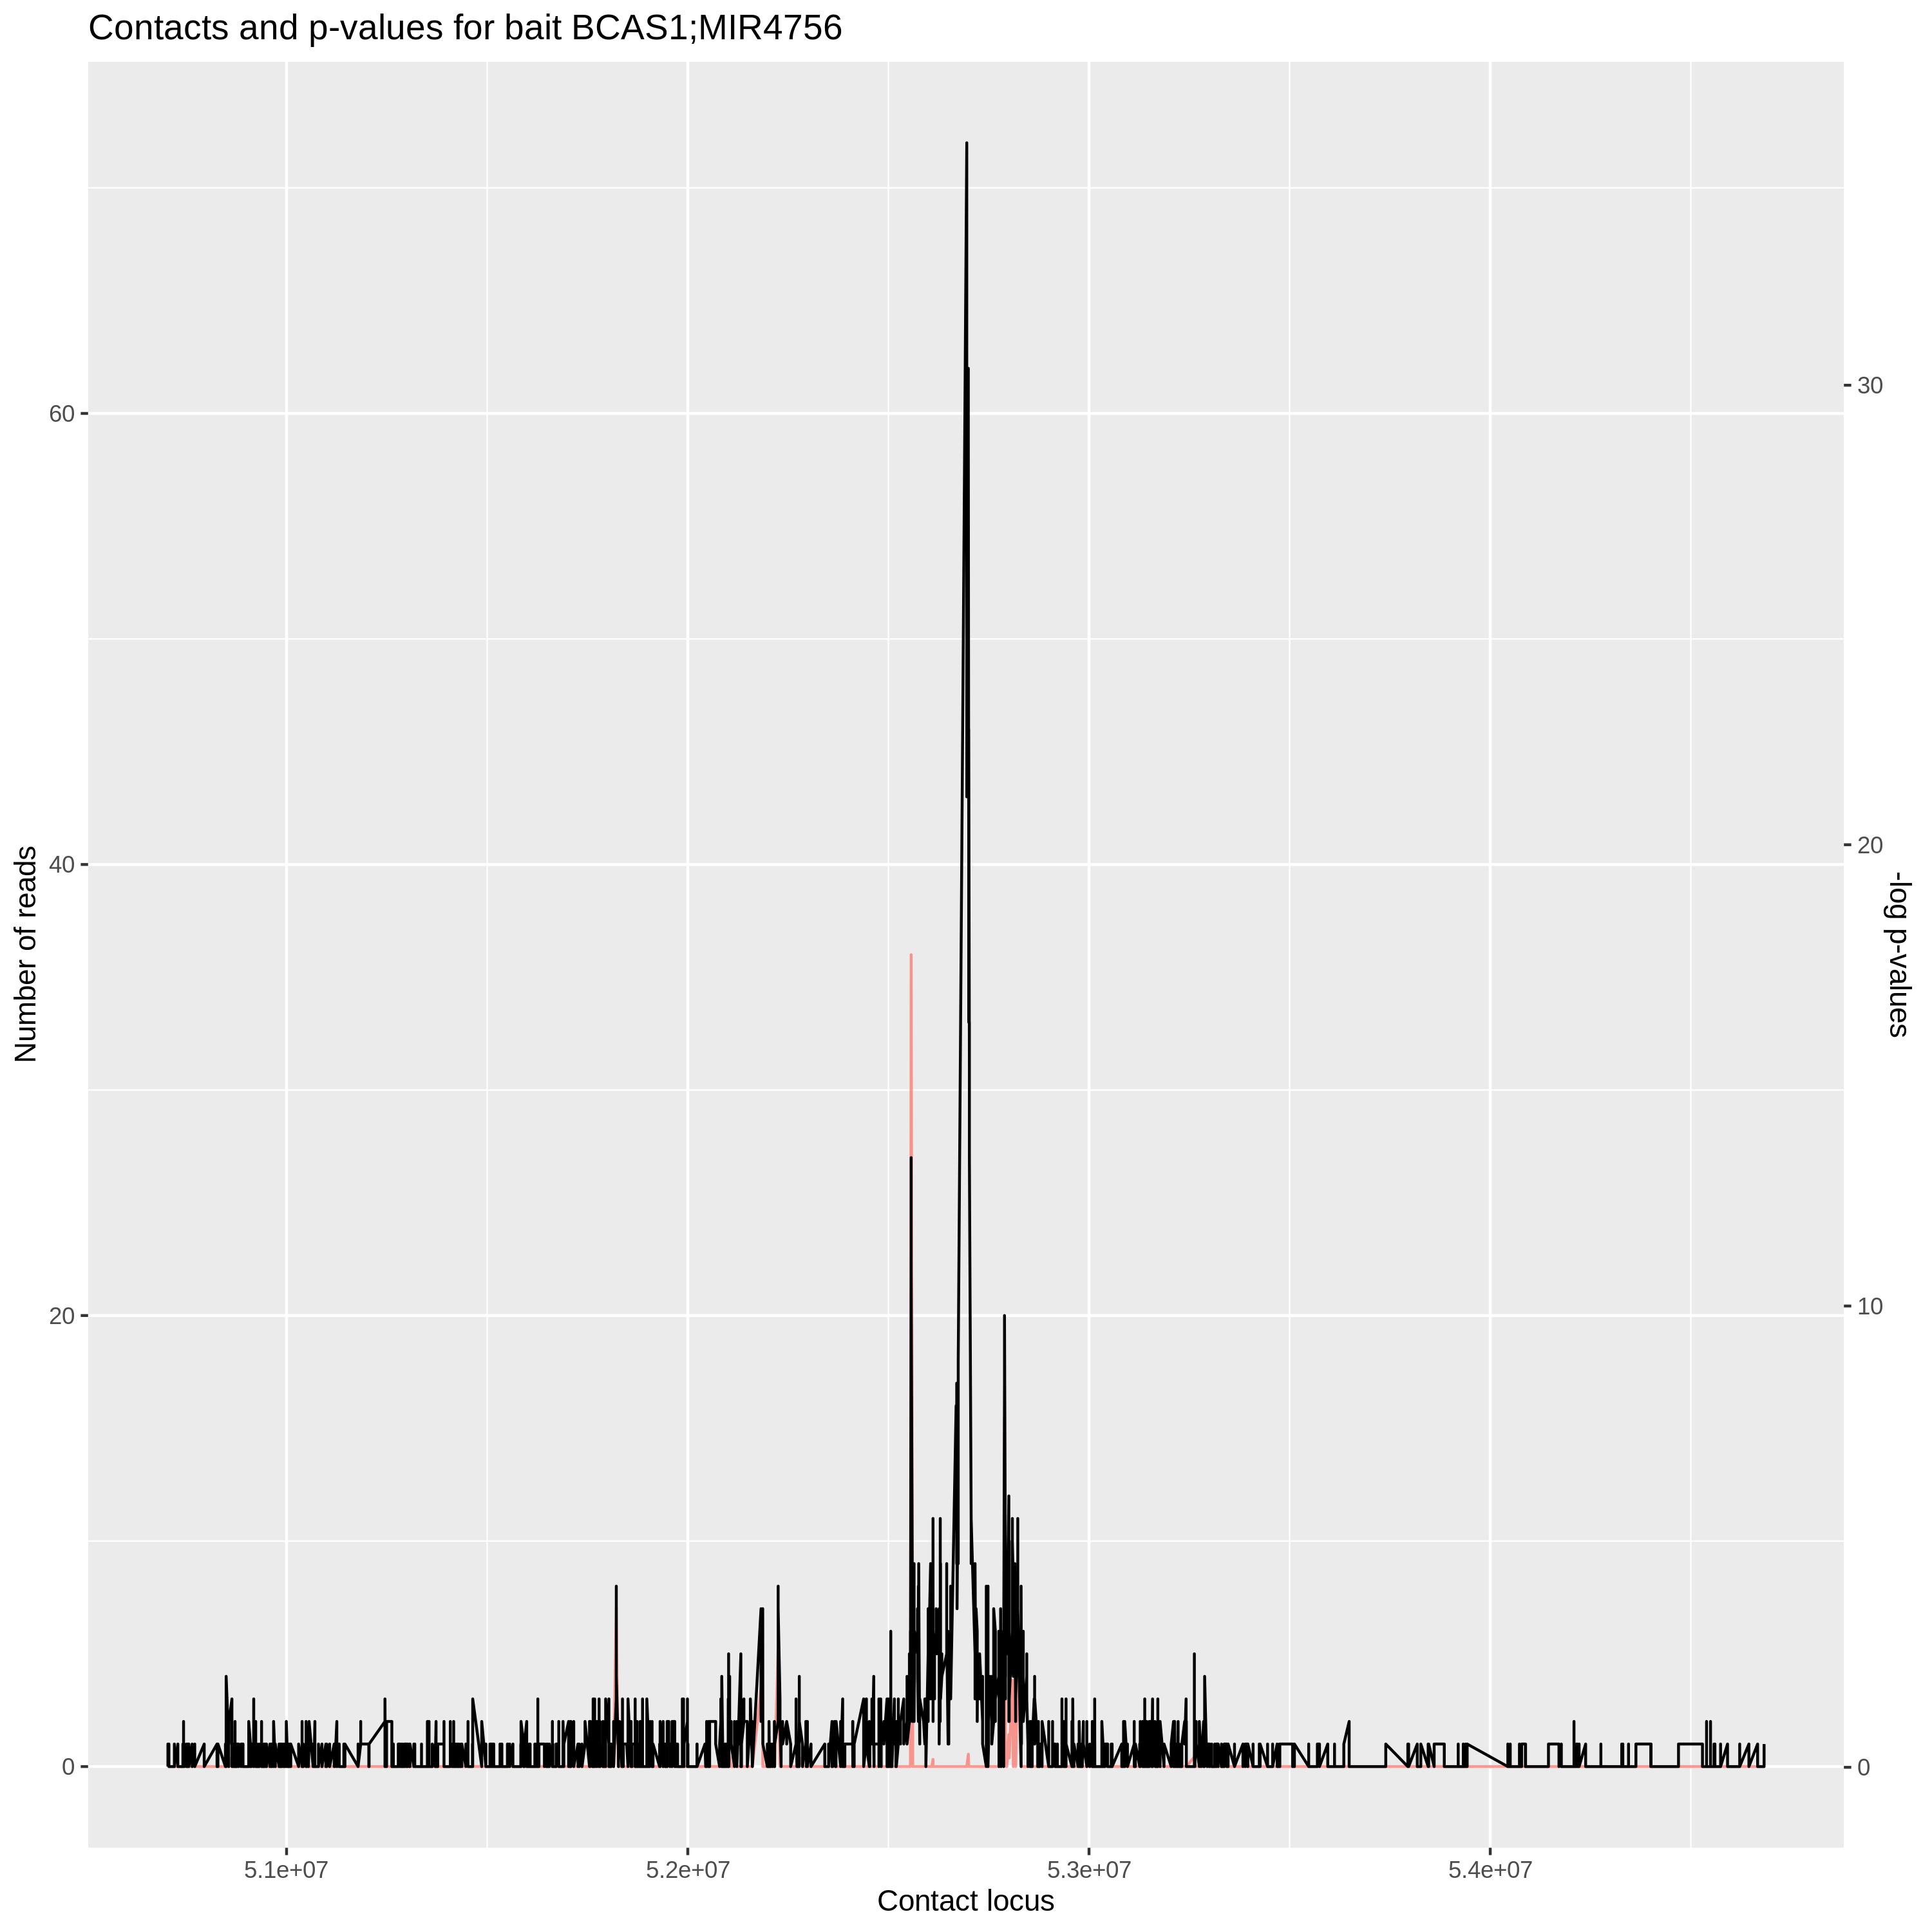 Contacts and p-values for bait BCAS1;MIR4756
60
40
20
0
Number of reads
30
20
10
0
-log p-values
5.1e+07
5.2e+07
5.3e+07
5.4e+07
Contact locus